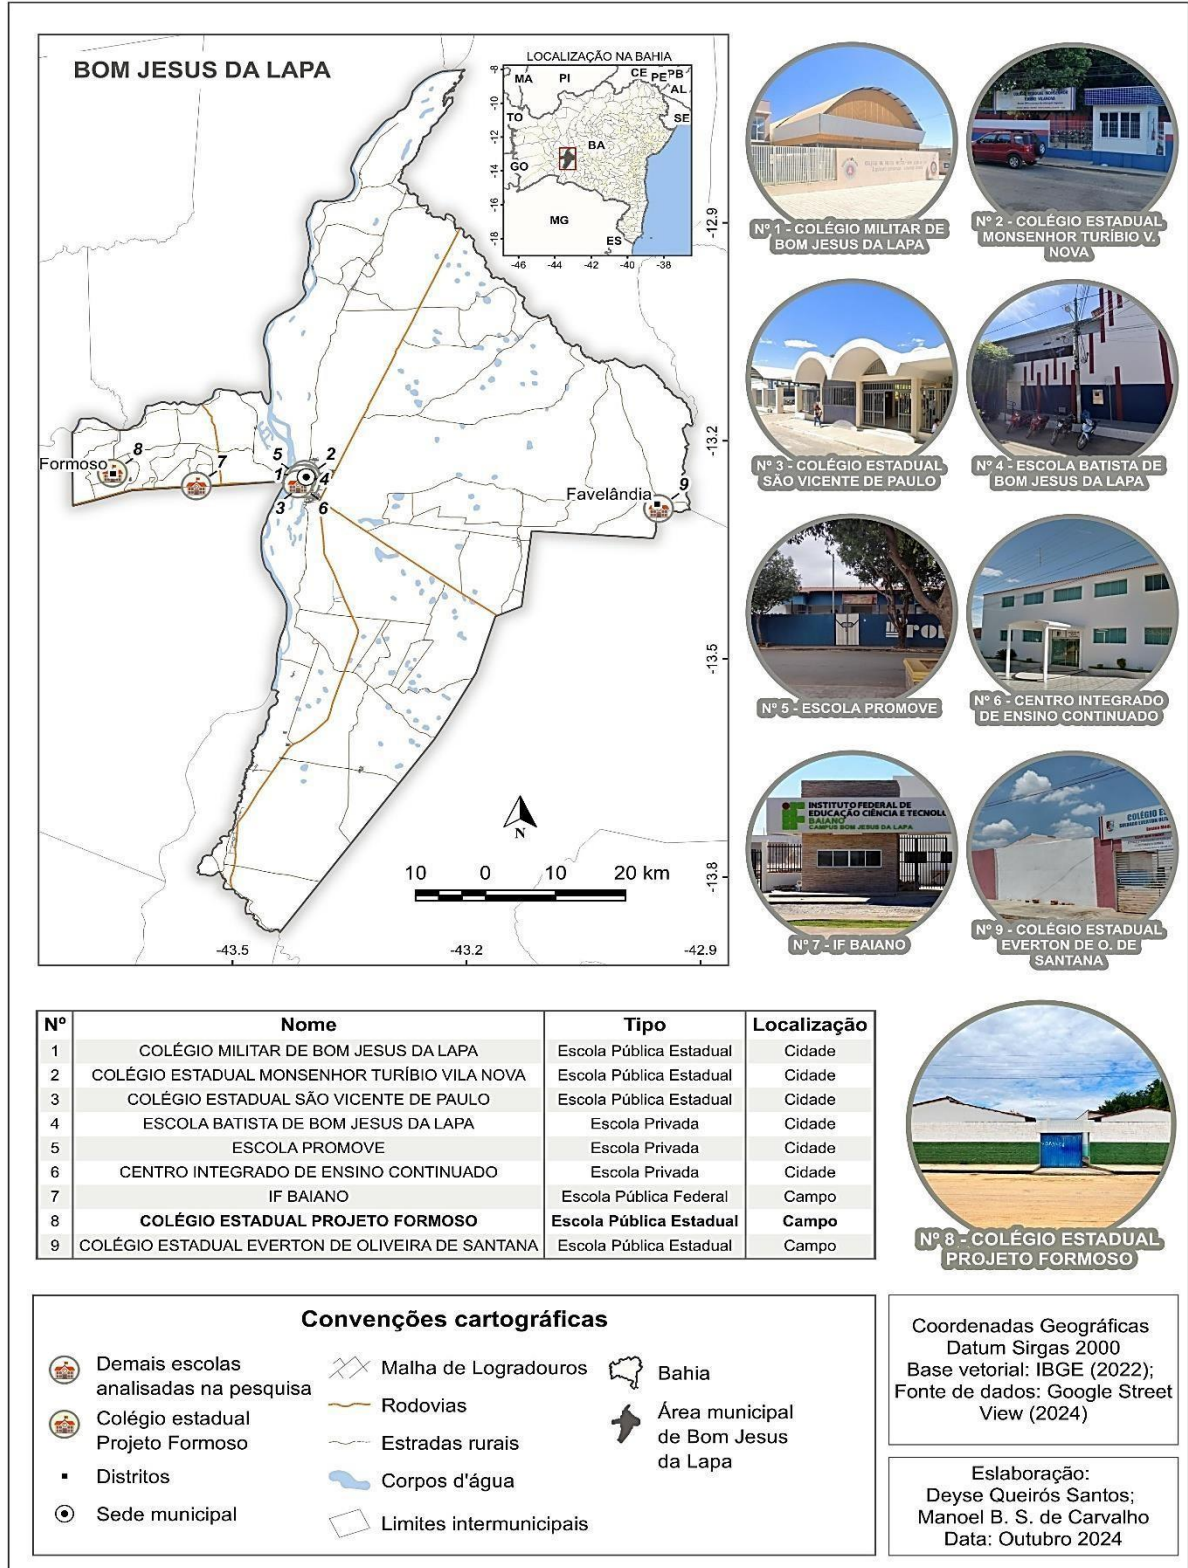 BOM JESUS DA LAPA
LOCALIZAÇÃO NA BAHIA
-8
-10
-12
-14
-16
-18
MA
PI
CE
PE
PB
AL
TO
SE
BA
GO
MG
ES
-46
-44
-42
-40
-38
-12.9
-13.2
-13.5
-13.8
Formoso
8
7
5
2
1
4
3
6
Favelândia
9
N
10 0 10 20 km
-43.5
-43.2
-42.9
Nº 1 - COLÉGIO MILITAR DE
BOM JESUS DA LAPA
Nº 2 - COLÉGIO ESTADUAL
MONSENHOR TURÍBIO V.
NOVA
Nº 3 - COLÉGIO ESTADUAL
SÃO VICENTE DE PAULO
Nº 4 - ESCOLA BATISTA DE
BOM JESUS DA LAPA
Nº 5 - ESCOLA PROMOVE
Nº 6 - CENTRO INTEGRADO
DE ENSINO CONTINUADO
INSTITUTO FEDERAL DE
EDUCAÇÃO CIÊNCIA E TECNOL
BAIANO
CAMPUS BOM JESUS DA LAPA
Nº 7 - IF BAIANO
COLÉGIO E
Nº 9 - COLÉGIO ESTADUAL
EVERTON DE O. DE
SANTANA
Nº Nome Tipo Localização
1 COLÉGIO MILITAR DE BOM JESUS DA LAPA Escola Pública Estadual Cidade
2 COLÉGIO ESTADUAL MONSENHOR TURÍBIO VILA NOVA Escola Pública Estadual Cidade
3 COLÉGIO ESTADUAL SÃO VICENTE DE PAULO Escola Pública Estadual Cidade
4 ESCOLA BATISTA DE BOM JESUS DA LAPA Escola Privada Cidade
5 ESCOLA PROMEVE Escola Privada Cidade
6 CENTRO INTEGRADO DE ENSINO CONTINUADO Escola Privada Cidade
7 IF BAIANO Escola Pública Federal Campo
8 COLÉGIO ESTADUAL PROJETO FORMOSO Escola Pública Estadual Campo
9 COLÉGIO ESTADUAL EVERTON DE OLIVEIRA DE SANTANA Escola Pública Estadual Campo
Nº 8 - COLÉGIO ESTADUAL
PROJETO FORMOSO
Convenções cartográficas
Demais escolas
analisadas na pesquisa
Colégio estadual
Projeto Formoso
Distritos
Sede municipal
Malha de Logradouros
Rodovias
Estradas rurais
Corpos d'água
Limites intermunicipais
Bahia
Área municipal
de Bom Jesus
da Lapa
Coordenadas Geográficas
Datum Sirgas 2000
Base vetorial: IBGE (2022);
Fonte de dados: Google Street
View (2024)
Eslaboração:
Deyse Queirós Santos;
Manoel B. S. de Carvalho
Data: Outubro 2024